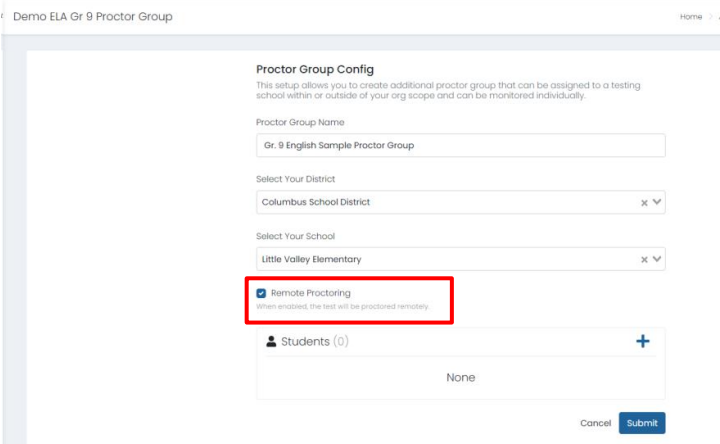 Demo ELA Gr 9 Proctor Group
Home
Proctor Group Config
This setup allows you to create additional proctor group that can be assigned to a testing
school within or outside of your org scope and can be monitored individually.
Proctor Group Name
Gr. 9 English Sample Proctor Group
Select Your District
Columbus School District
Select Your School
Little Valley Elementary
Remote Proctoring
When enabled, the test will be proctored remotely.
Students (0)
None
Cancel Submit